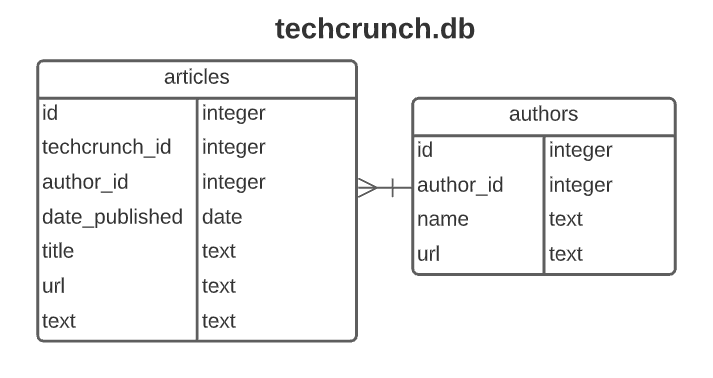 techcrunch.db
articles
id integer
techcrunch_id integer
author_id integer
date_published date
title text
url text
text text
authors
id integer
author_id integer
name text
url text